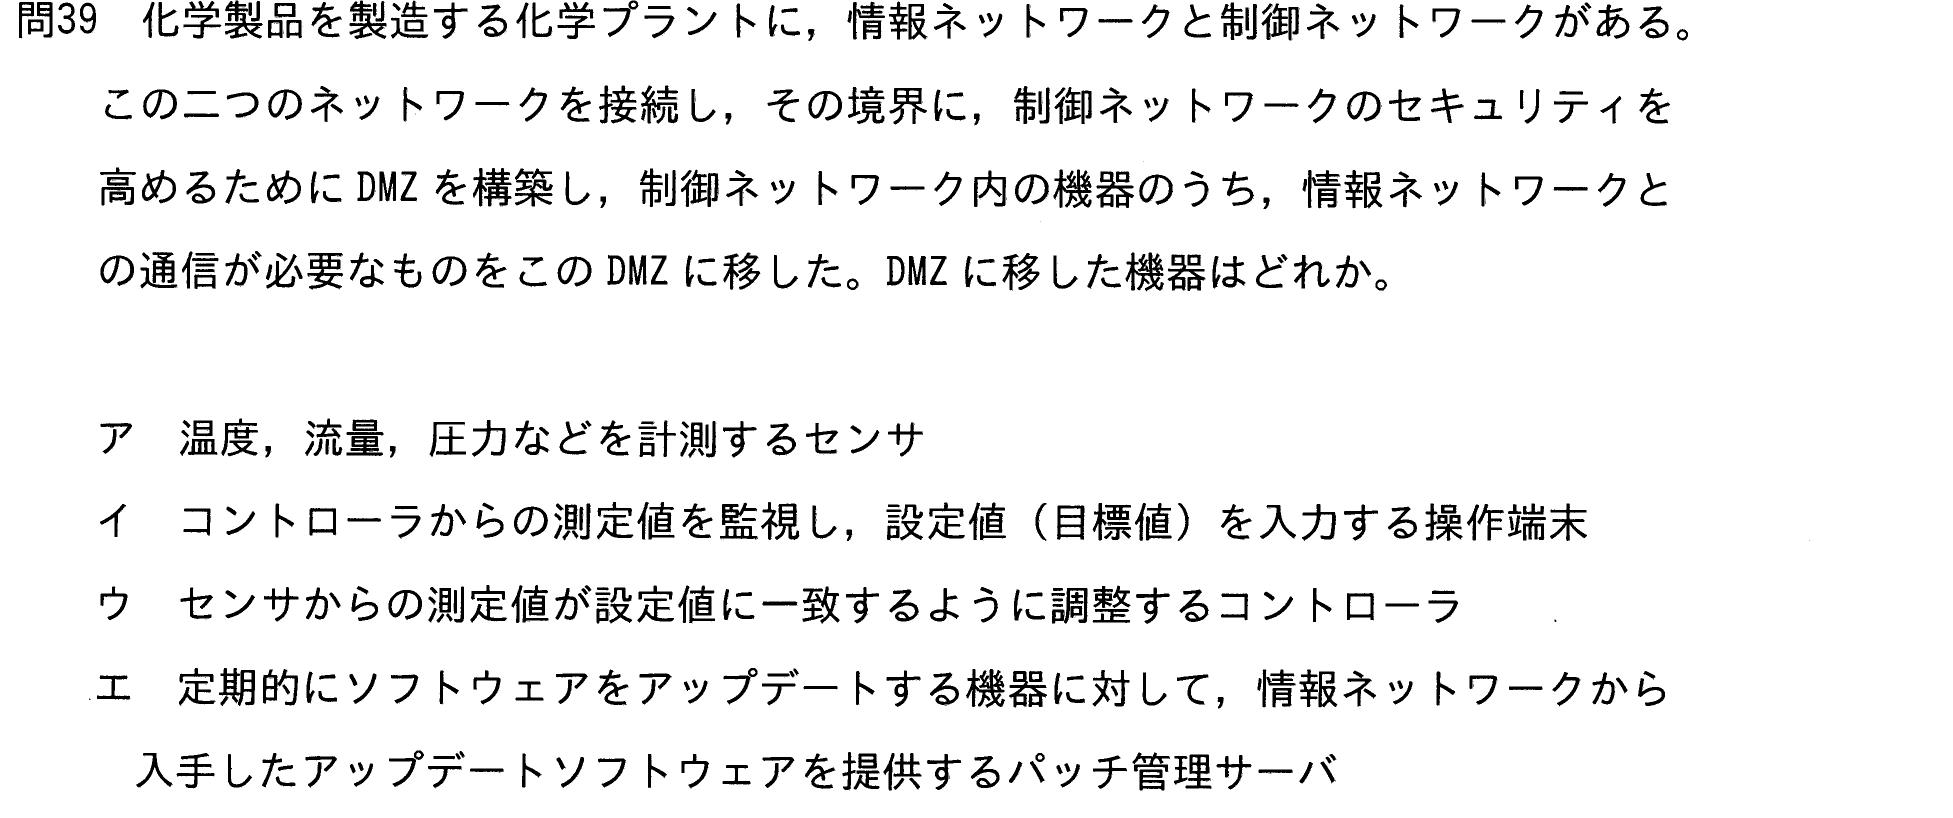 問39　化学製品を製造する化学プラントに，情報ネットワークと制御ネットワークがある。
この二つのネットワークを接続し，その境界に，制御ネットワークのセキュリティを
高めるために DMZ を構築し，制御ネットワーク内の機器のうち，情報ネットワークと
の通信が必要なものをこの DMZ に移した。DMZ に移した機器はどれか。
ア　温度，流量，圧力などを計測するセンサ
イ　コントローラからの測定値を監視し，設定値（目標値）を入力する操作端末
ウ　センサからの測定値が設定値に一致するように調整するコントローラ
エ　定期的にソフトウェアをアップデートする機器に対して，情報ネットワークから
入手したアップデートソフトウェアを提供するパッチ管理サーバ